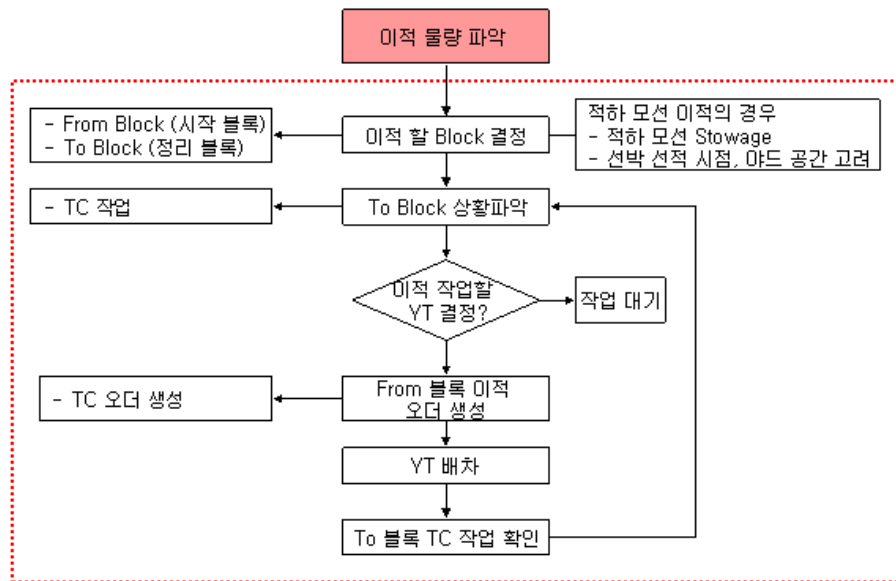 이적 물량 파악
- From Block (시작 블록)
- To Block (정리 블록)
이적 할 Block 결정
적하 모선 이적의 경우
- 적하 모선 Stowage
- 선박 선적 시점, 야드 공간 고려
- TC 작업
To Block 상황파악
이적 작업할
YT 결정?
작업 대기
- TC 오더 생성
From 블록 이적
오더 생성
YT 배차
To 블록 TC 작업 확인